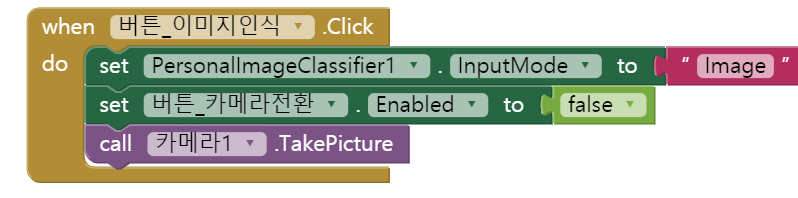 when 버튼_이미지인식 .Click
do set PersonalImageClassifier1 . InputMode to " Image "
set 버튼_카메라전환 . Enabled to false
call 카메라1 .TakePicture